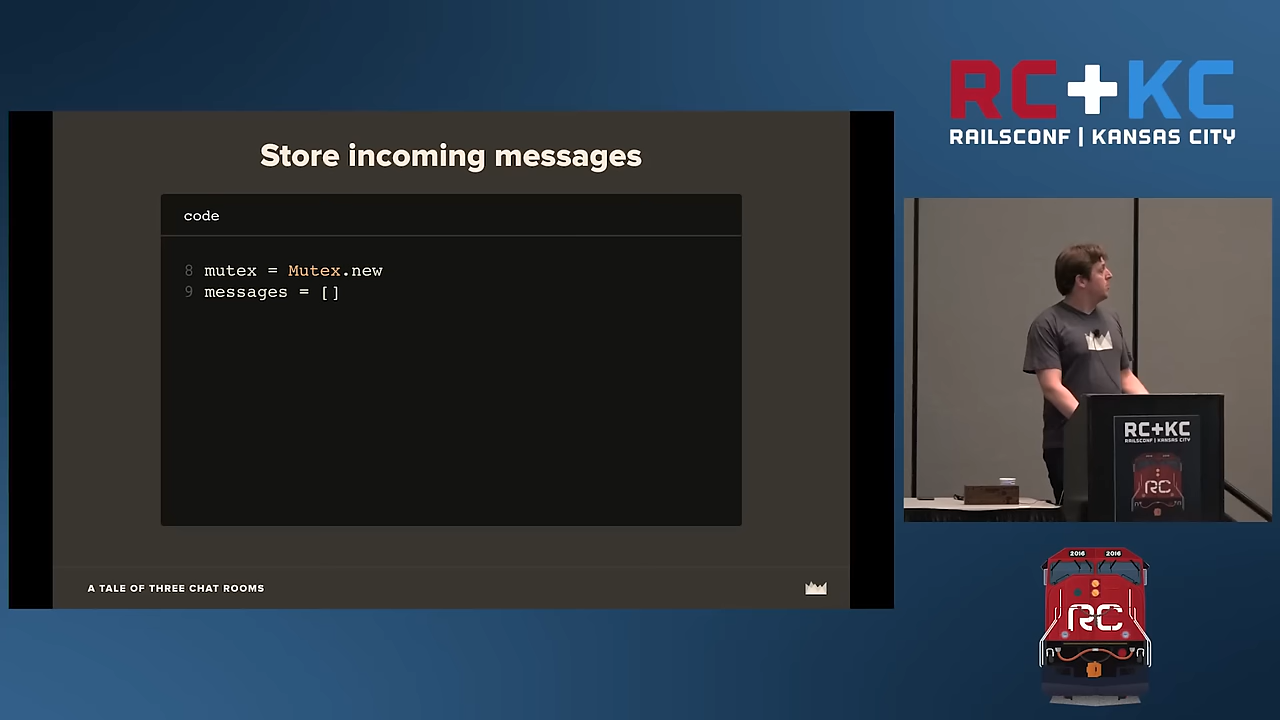 Store incoming messages
code
8 mutex = Mutex.new
9 messages = []
A TALE OF THREE CHAT ROOMS
RC+KC
RAILSCONF | KANSAS CITY
RC+KC
RAILSCONF | KANSAS CITY
RC
2016 2016
RC